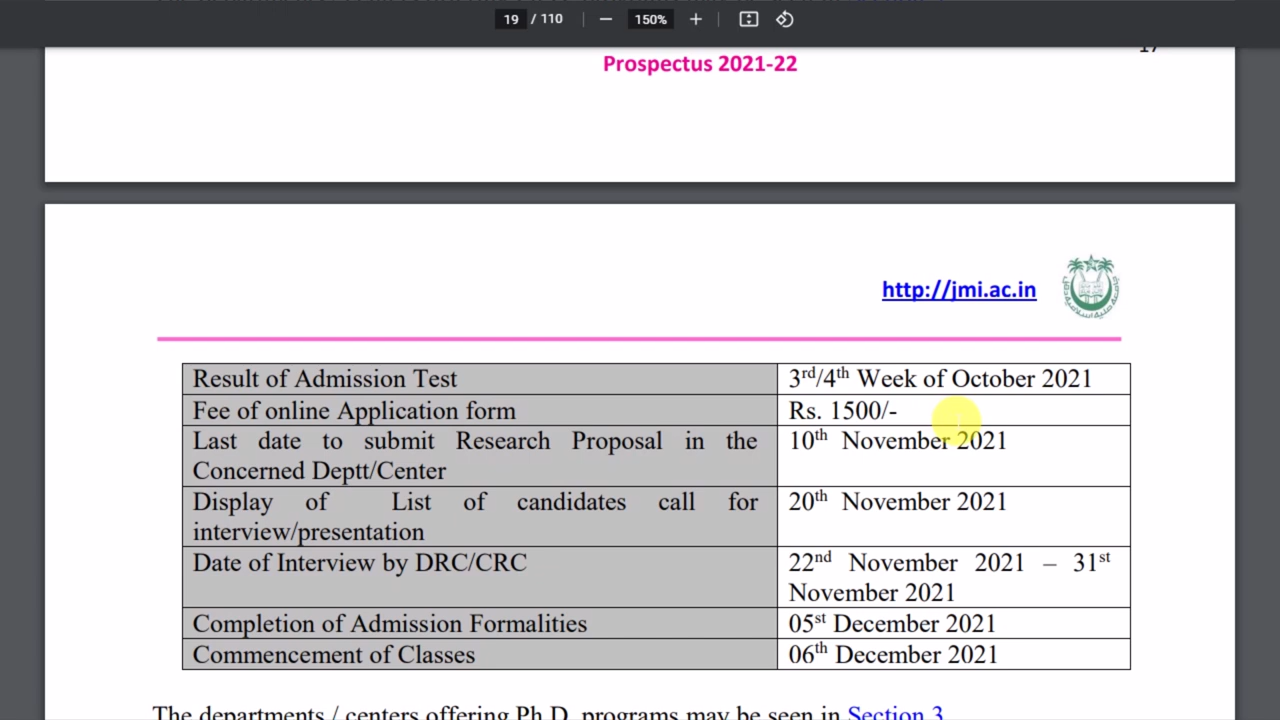 19 / 110 150%
17
Prospectus 2021-22
http://jmi.ac.in
Result of Admission Test 3rd/4th Week of October 2021
Fee of online Application form Rs. 1500/-
Last date to submit Research Proposal in the 10th November 2021
Concerned Deptt/Center
Display of List of candidates call for 20th November 2021
interview/presentation
Date of Interview by DRC/CRC 22nd November 2021 – 31st
November 2021
Completion of Admission Formalities 05st December 2021
Commencement of Classes 06th December 2021
The departments / centers offering Ph.D. programs may be seen in Section 3